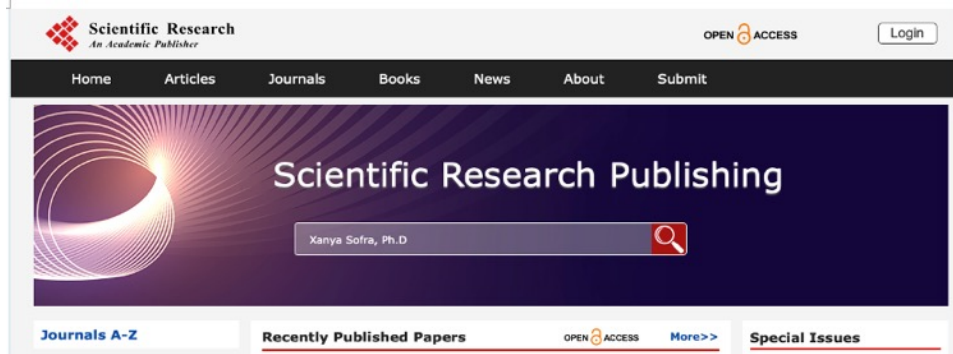 Scientific Research
An Academic Publisher
OPEN ACCESS
Login
Home Articles Journals Books News About Submit
Scientific Research Publishing
Xanya Sofra, Ph.D
Journals A-Z
Recently Published Papers OPEN ACCESS More>>
Special Issues